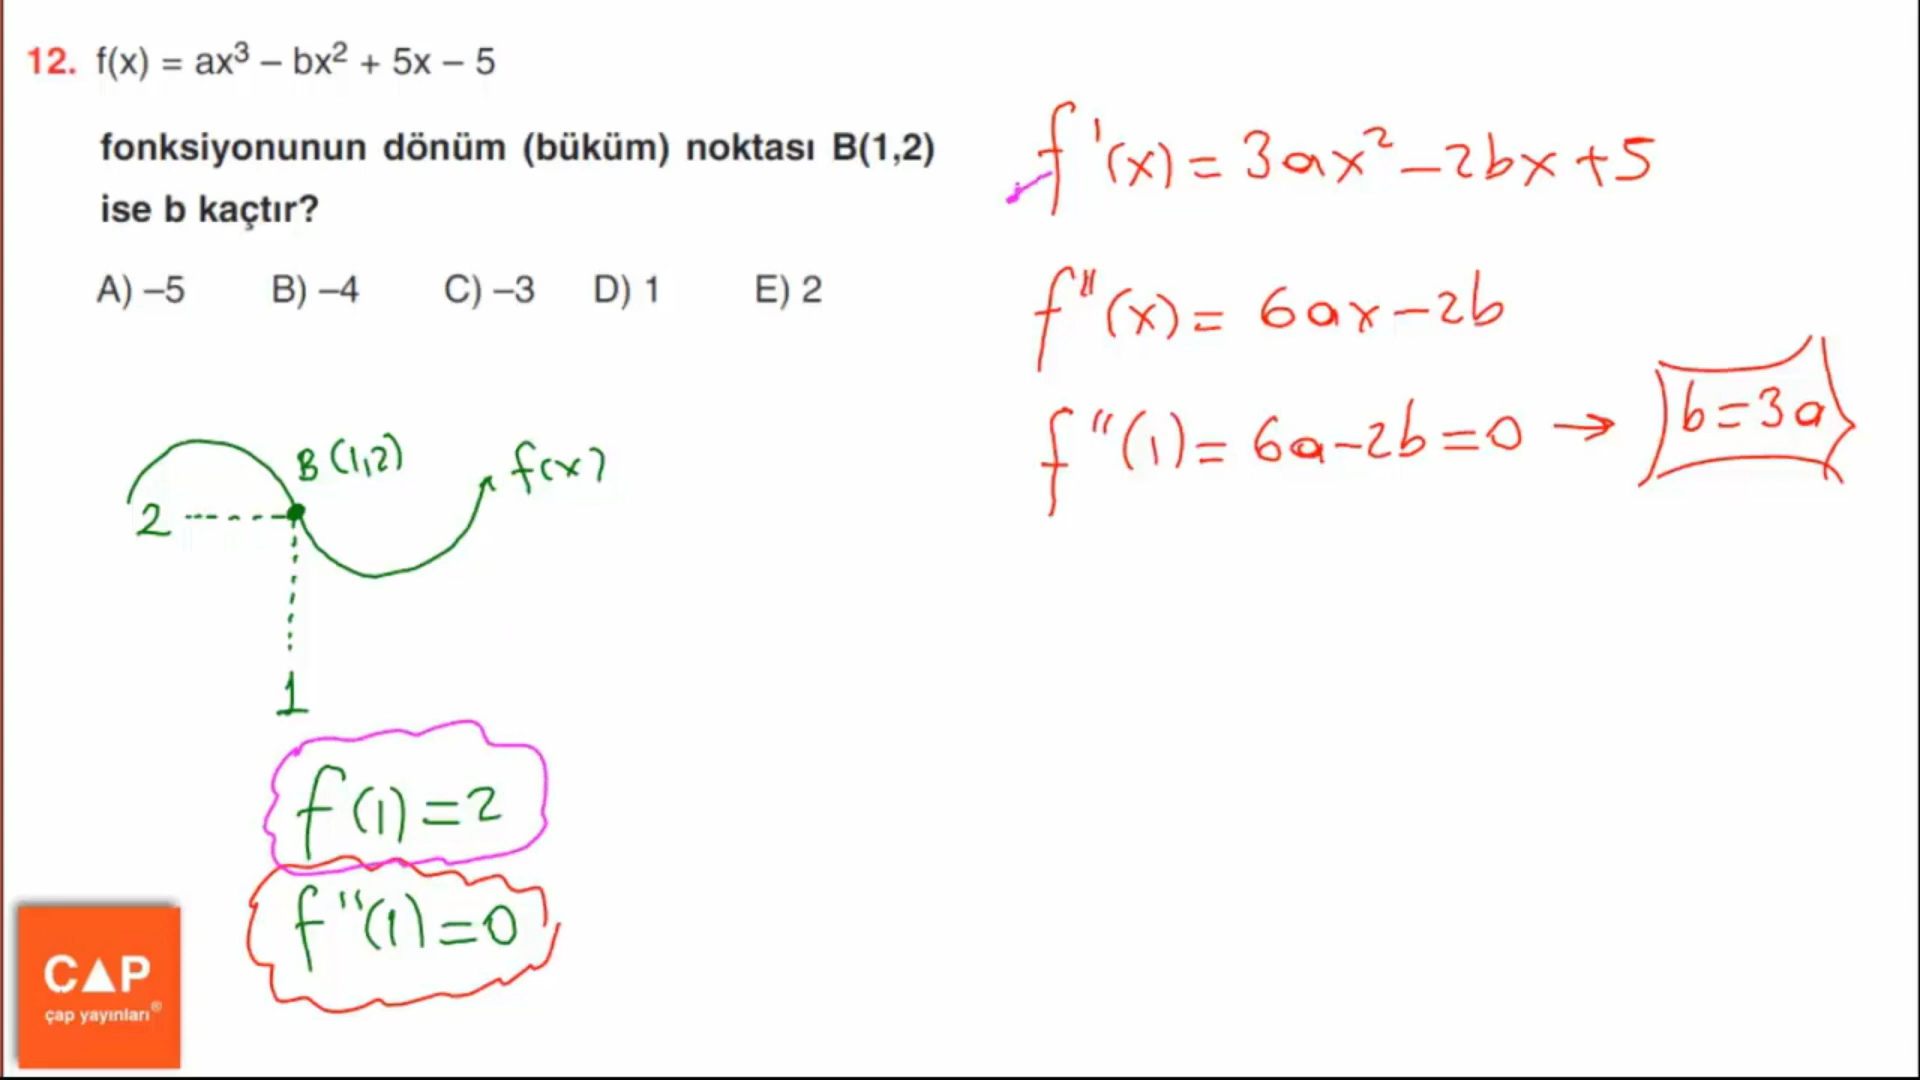 12. f(x) = ax³ – bx² + 5x – 5
fonksiyonunun dönüm (büküm) noktası B(1,2)
ise b kaçtır?
A) –5 B) –4 C) –3 D) 1 E) 2
f'(x) = 3ax² – 2bx + 5
f''(x) = 6ax – 2b
f''(1) = 6a – 2b = 0 → b = 3a
B (1,2)
f(x)
2
1
f(1) = 2
f''(1) = 0
ÇAP
çap yayınları®